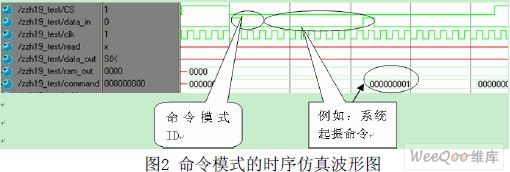 /zzh19_test/CS 1
/zzh19_test/data_in 0
/zzh19_test/clk 1
/zzh19_test/read x
/zzh19_test/data_out StX
/zzh19_test/ram_out 0000 0000
/zzh19_test/command 000000000 000000001 0000000
命令模式
ID
例如：系统
起振命令
图2 命令模式的时序仿真波形图
WeeQoo维库